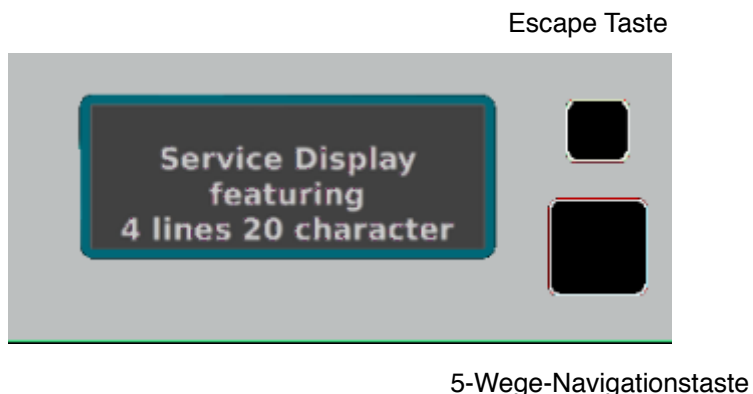 Escape Taste
Service Display
featuring
4 lines 20 character
5-Wege-Navigationstaste